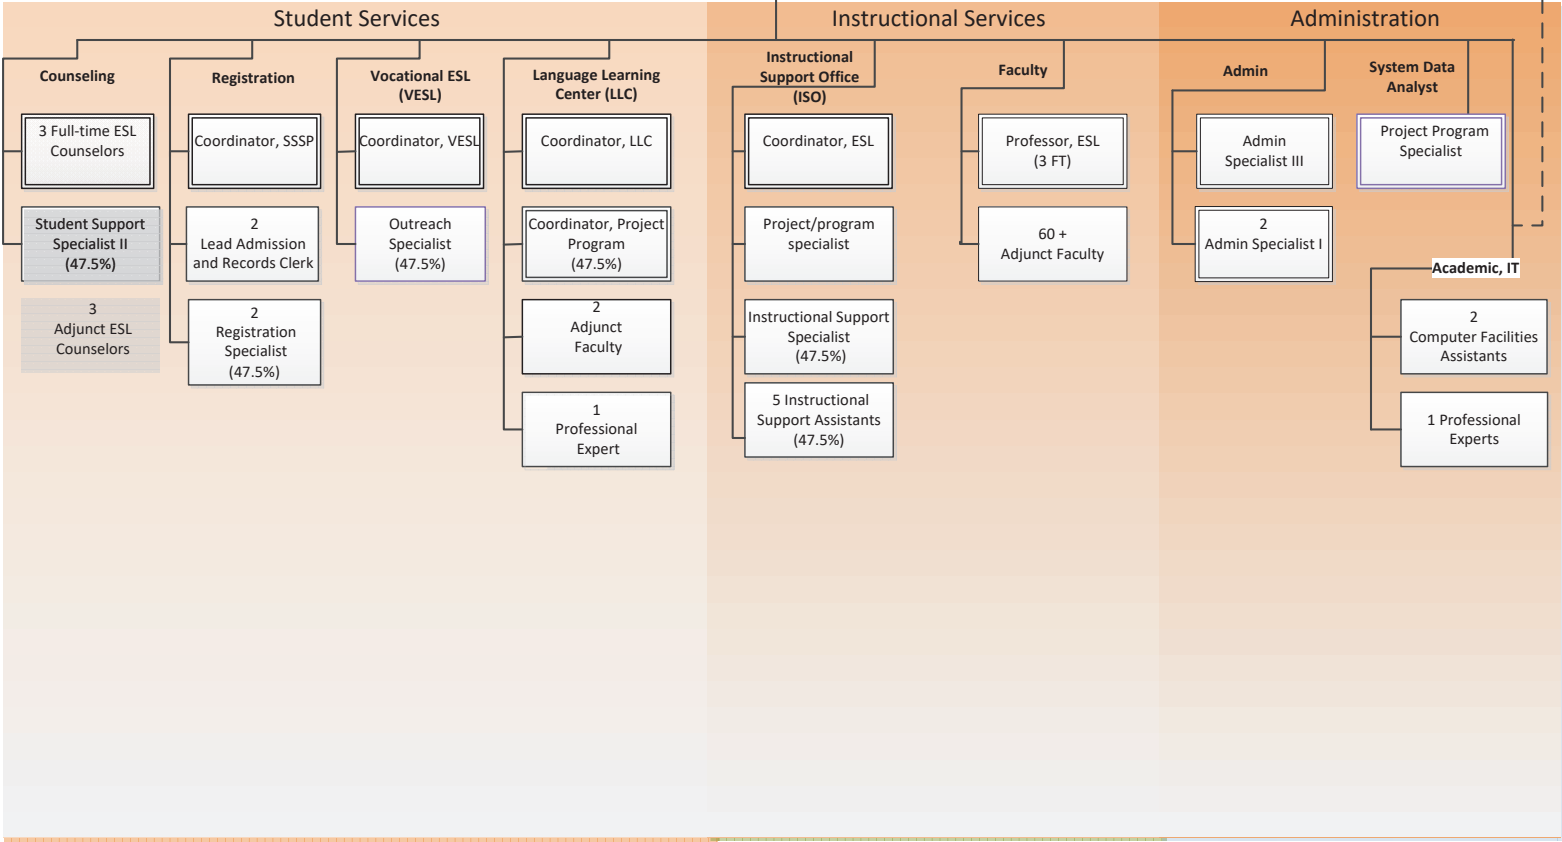 Student Services
Instructional Services
Administration
Counseling
3 Full-time ESL
Counselors
Student Support
Specialist II
(47.5%)
3
Adjunct ESL
Counselors
Registration
Coordinator, SSSP
2
Lead Admission
and Records Clerk
2
Registration
Specialist
(47.5%)
Vocational ESL
(VESL)
Coordinator, VESL
Outreach
Specialist
(47.5%)
Language Learning
Center (LLC)
Coordinator, LLC
Coordinator, Project
Program
(47.5%)
2
Adjunct
Faculty
1
Professional
Expert
Instructional
Support Office
(ISO)
Coordinator, ESL
Project/program
specialist
Instructional Support
Specialist
(47.5%)
5 Instructional
Support Assistants
(47.5%)
Faculty
Professor, ESL
(3 FT)
60 +
Adjunct Faculty
Admin
Admin
Specialist III
2
Admin Specialist I
System Data
Analyst
Project Program
Specialist
Academic, IT
2
Computer Facilities
Assistants
1 Professional
Experts